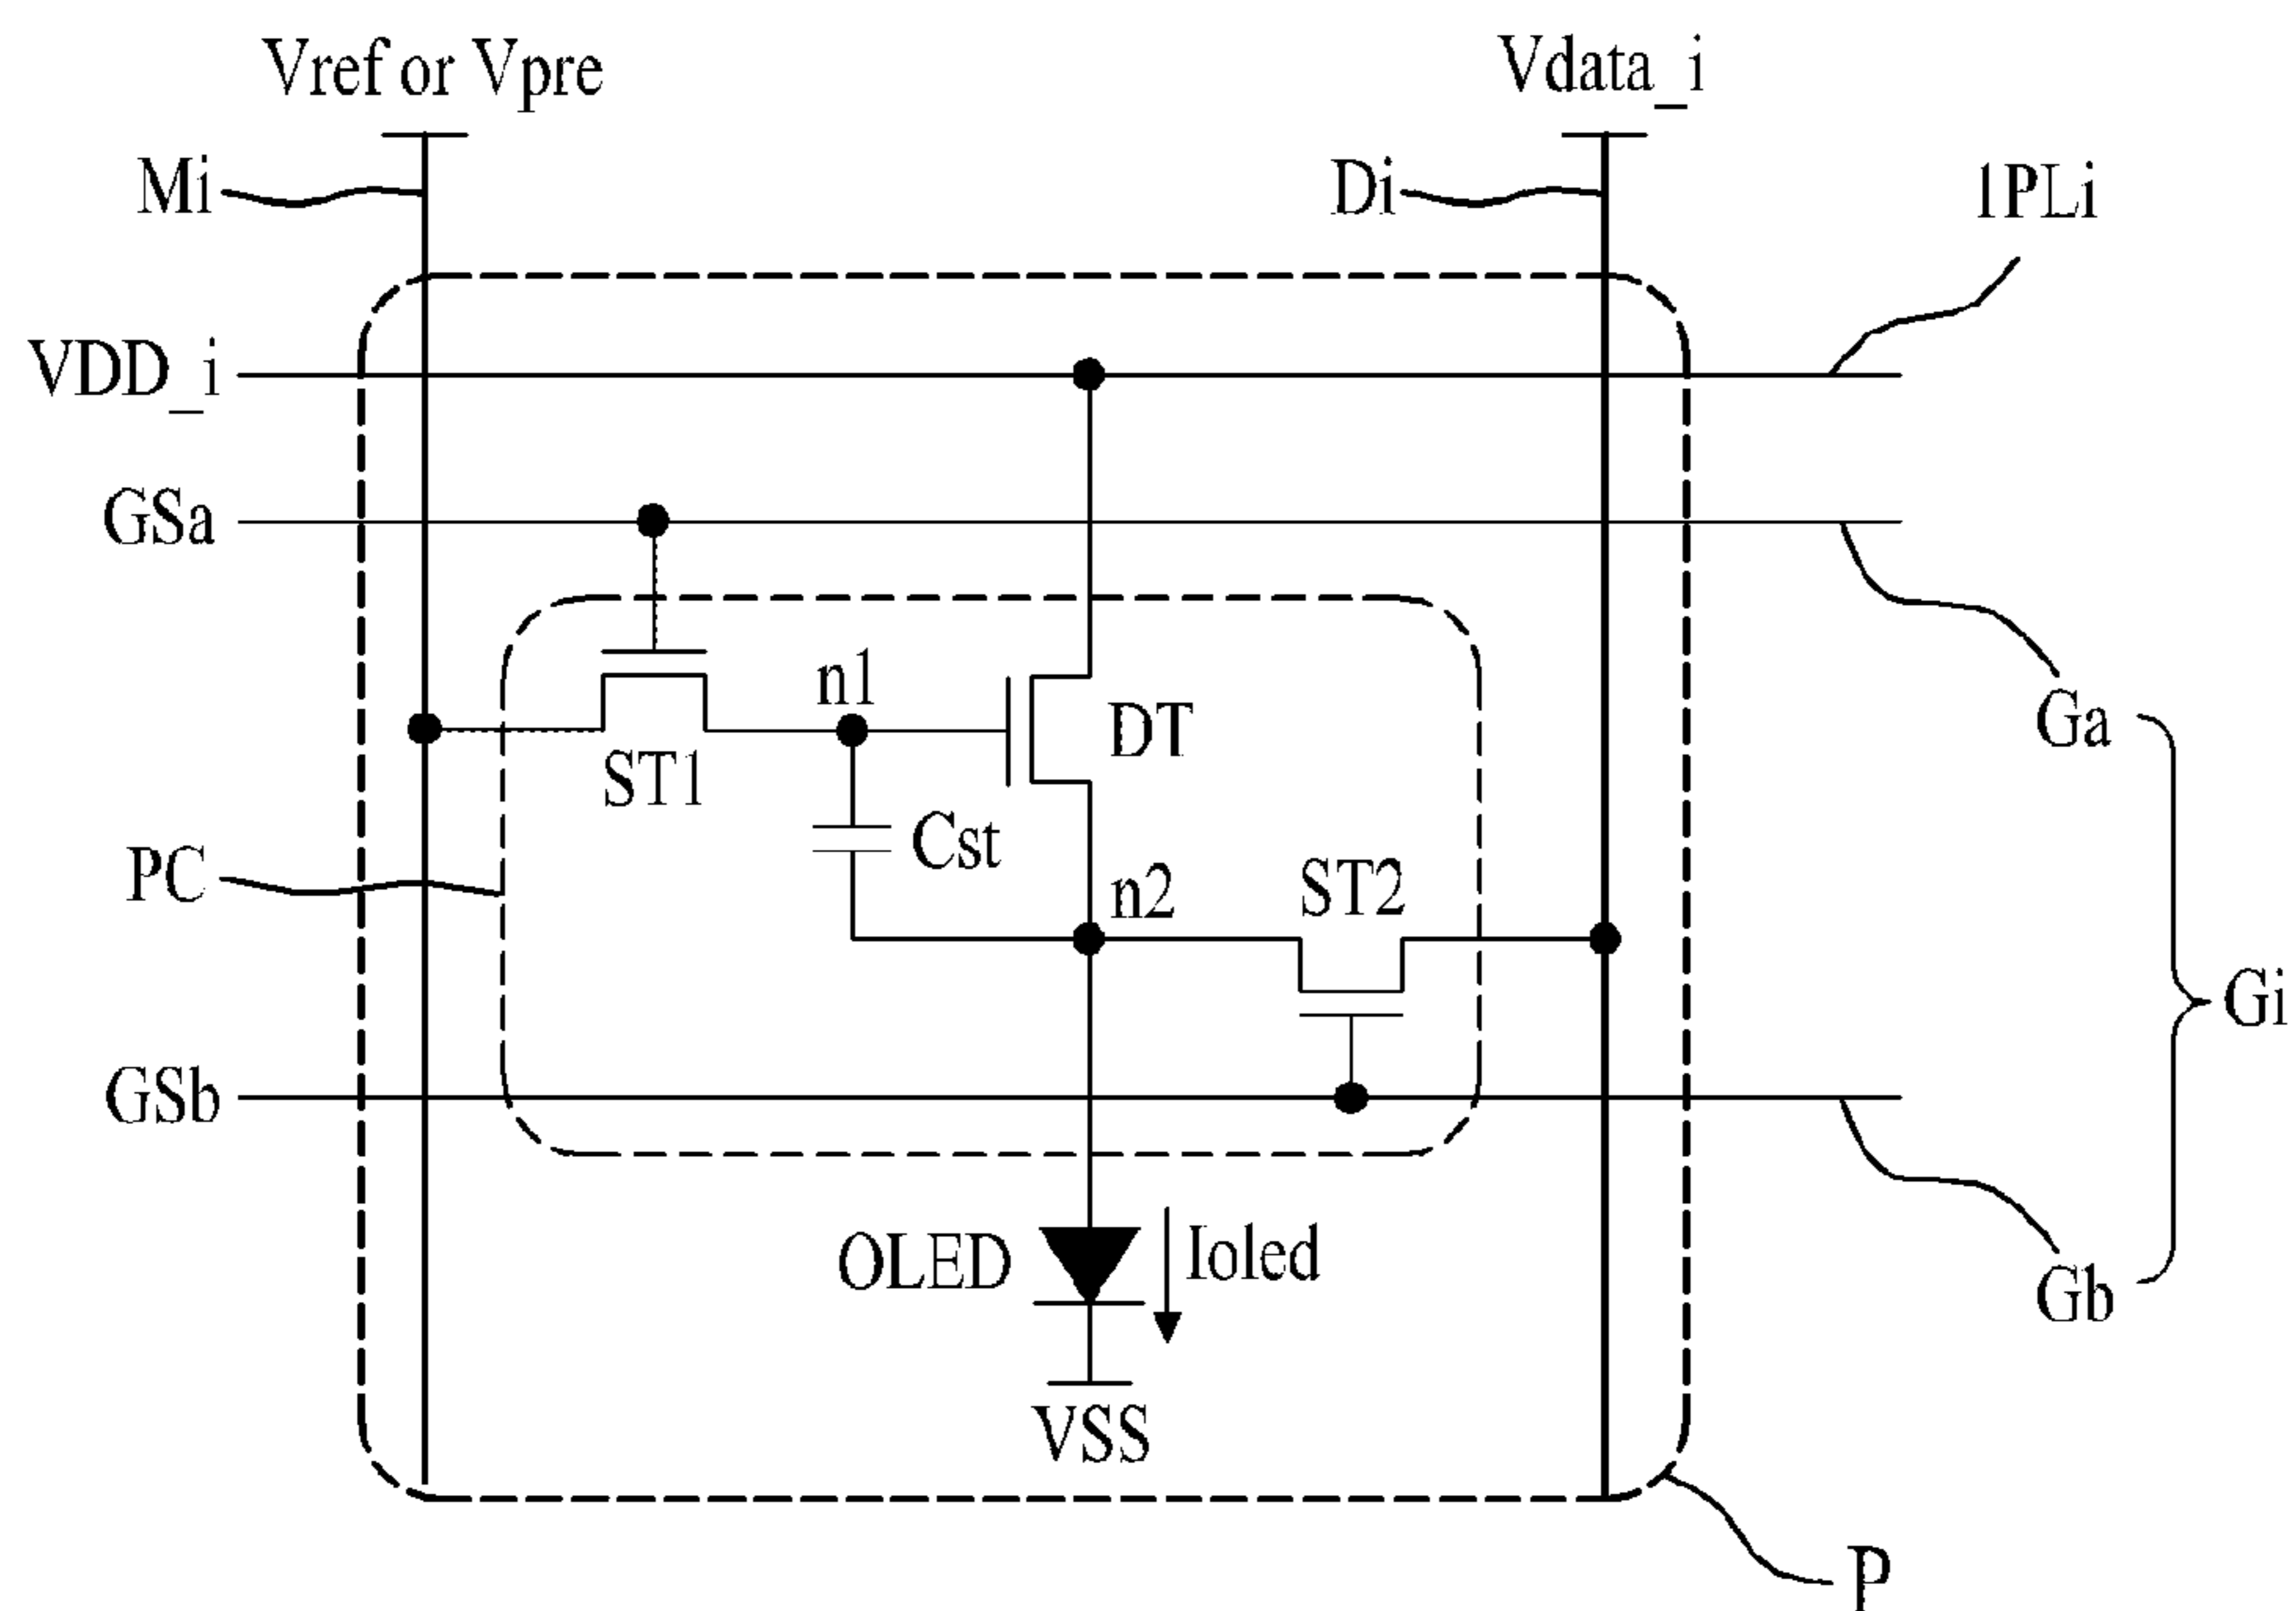 Vref or Vpre
Vdata_i
Mi
Di
1PLi
VDD_i
GSa
n1
DT
Ga
ST1
Cst
PC
n2
ST2
Gi
GSb
OLED
Ioled
Gb
VSS
P